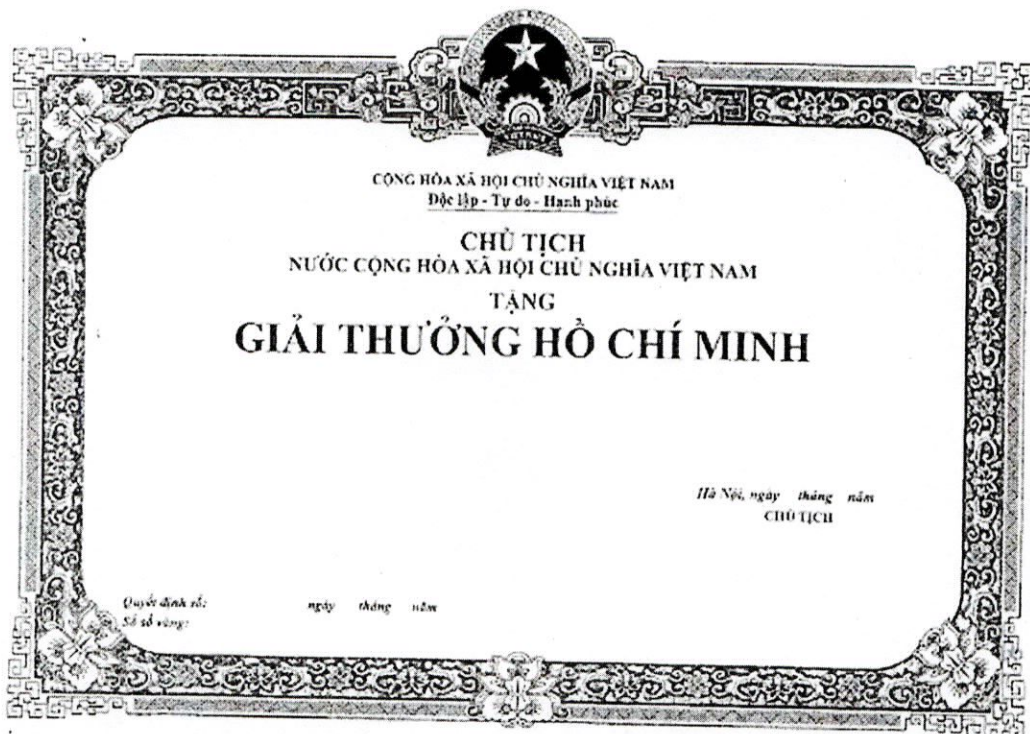 CỘNG HÒA XÃ HỘI CHỦ NGHĨA VIỆT NAM
Độc lập - Tự do - Hạnh phúc
CHỦ TỊCH
NƯỚC CỘNG HÒA XÃ HỘI CHỦ NGHĨA VIỆT NAM
TẶNG
GIẢI THƯỞNG HỒ CHÍ MINH
Hà Nội, ngày tháng năm
CHỦ TỊCH
Quyết định số: ngày tháng năm
Số sổ vàng: